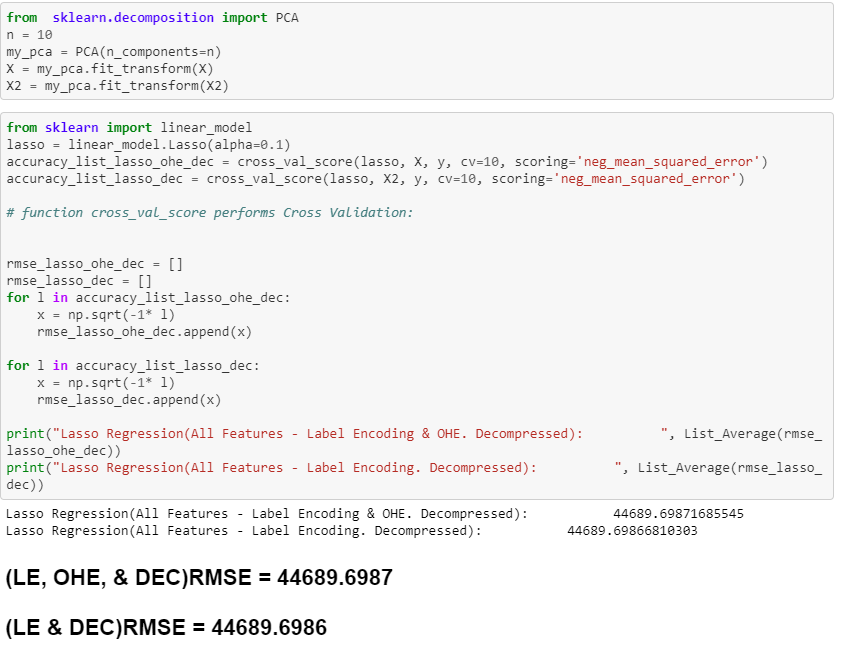 from  sklearn.decomposition import PCA
n = 10
my_pca = PCA(n_components=n)
X = my_pca.fit_transform(X)
X2 = my_pca.fit_transform(X2)
from sklearn import linear_model
lasso = linear_model.Lasso(alpha=0.1)
accuracy_list_lasso_ohe_dec = cross_val_score(lasso, X, y, cv=10, scoring='neg_mean_squared_error')
accuracy_list_lasso_dec = cross_val_score(lasso, X2, y, cv=10, scoring='neg_mean_squared_error')
# function cross_val_score performs Cross Validation:
rmse_lasso_ohe_dec = []
rmse_lasso_dec = []
for l in accuracy_list_lasso_ohe_dec:
    x = np.sqrt(-1* l)
    rmse_lasso_ohe_dec.append(x)
for l in accuracy_list_lasso_dec:
    x = np.sqrt(-1* l)
    rmse_lasso_dec.append(x)
print("Lasso Regression(All Features - Label Encoding & OHE. Decompressed):          ", List_Average(rmse_
lasso_ohe_dec))
print("Lasso Regression(All Features - Label Encoding. Decompressed):          ", List_Average(rmse_lasso_
dec))
Lasso Regression(All Features - Label Encoding & OHE. Decompressed):           44689.69871685545
Lasso Regression(All Features - Label Encoding. Decompressed):           44689.69866810303
(LE, OHE, & DEC)RMSE = 44689.6987
(LE & DEC)RMSE = 44689.6986